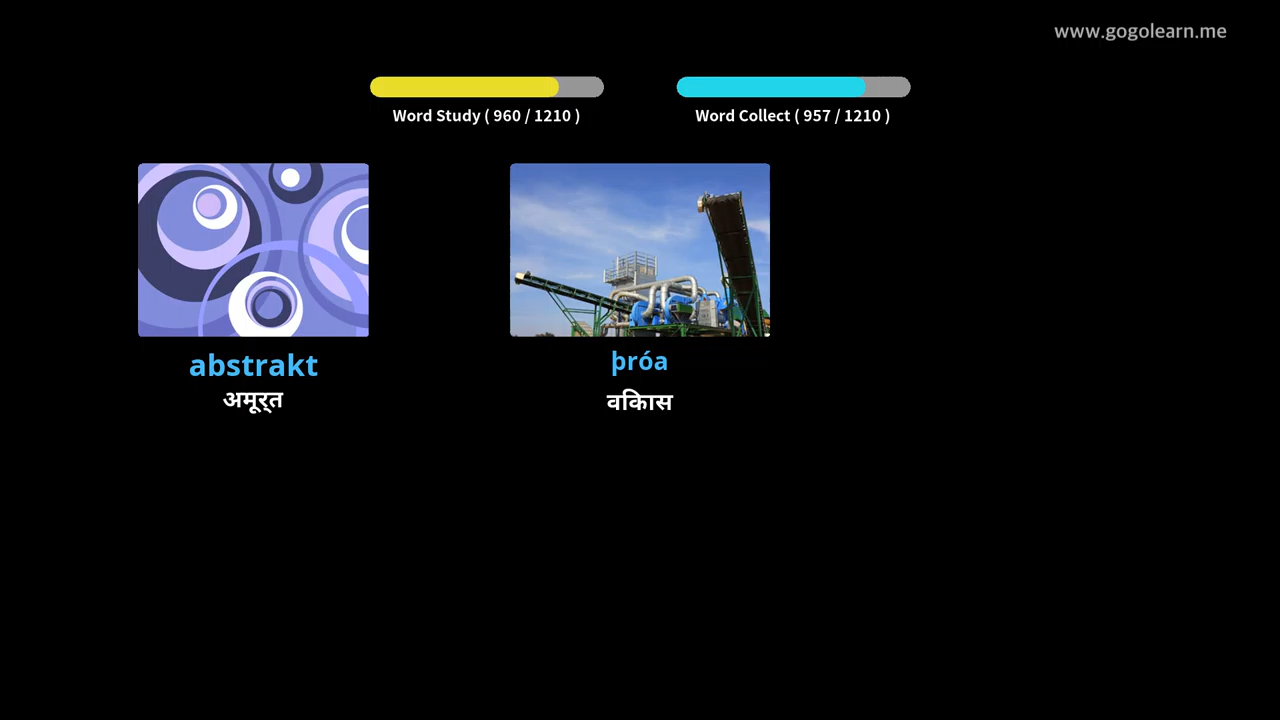 www.gogolearn.me
Word Study ( 960 / 1210 )
Word Collect ( 957 / 1210 )
abstrakt
अमूर्त
þróa
विकास